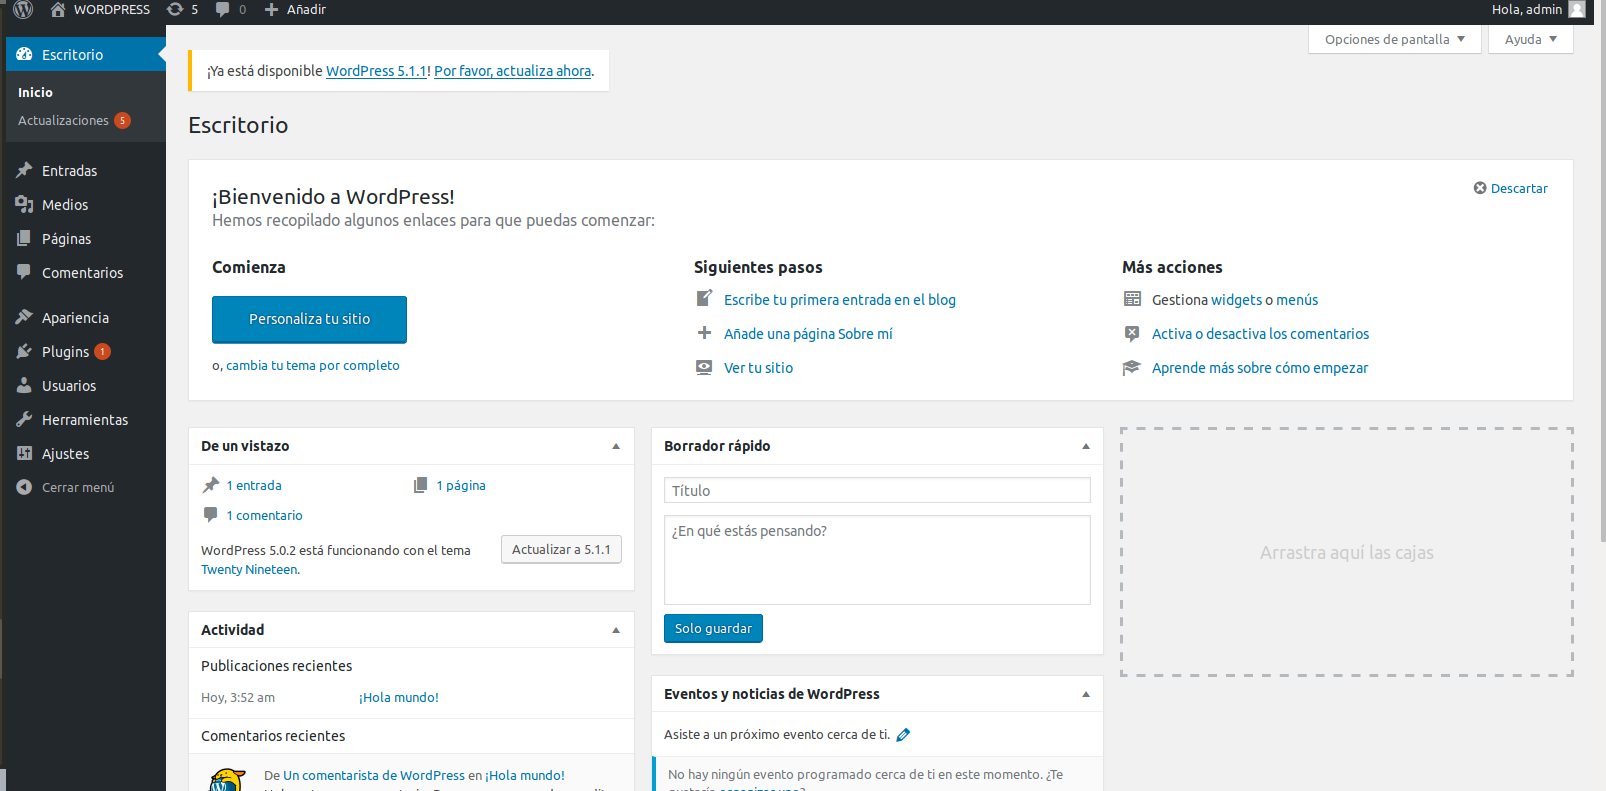 WORDPRESS 5 0 Añadir Hola, admin
Opciones de pantalla Ayuda
Escritorio
Inicio
Actualizaciones 5
Entradas
Medios
Páginas
Comentarios
Apariencia
Plugins 1
Usuarios
Herramientas
Ajustes
Cerrar menú
¡Ya está disponible WordPress 5.1.1! Por favor, actualiza ahora.
Escritorio
¡Bienvenido a WordPress!
Descartar
Hemos recopilado algunos enlaces para que puedas comenzar:
Comienza
Personaliza tu sitio
o, cambia tu tema por completo
Siguientes pasos
Escribe tu primera entrada en el blog
Añade una página Sobre mí
Ver tu sitio
Más acciones
Gestiona widgets o menús
Activa o desactiva los comentarios
Aprende más sobre cómo empezar
De un vistazo
1 entrada 1 página
1 comentario
WordPress 5.0.2 está funcionando con el tema
Twenty Nineteen.
Actualizar a 5.1.1
Actividad
Publicaciones recientes
Hoy, 3:52 am ¡Hola mundo!
Comentarios recientes
De Un comentarista de WordPress en ¡Hola mundo!
Borrador rápido
Título
¿En qué estás pensando?
Solo guardar
Eventos y noticias de WordPress
Asiste a un próximo evento cerca de ti.
No hay ningún evento programado cerca de ti en este momento. ¿Te
Arrastra aquí las cajas